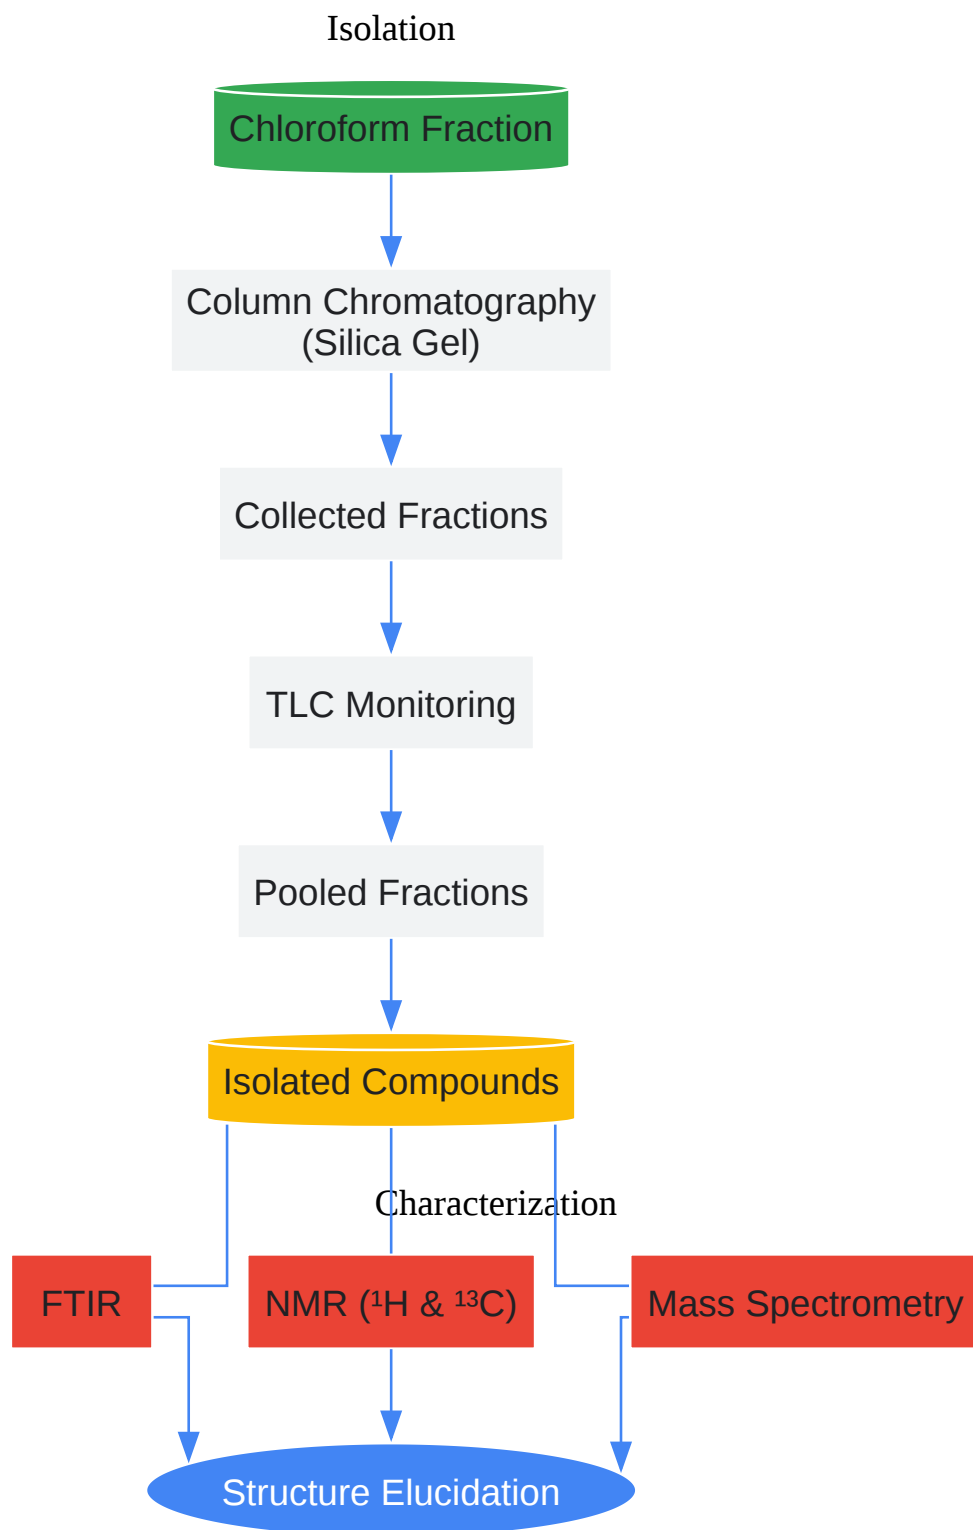 Isolation
Chloroform Fraction
Column Chromatography
(Silica Gel)
Collected Fractions
TLC Monitoring
Pooled Fractions
Isolated Compounds
Characterization
FTIR
NMR (¹H & ¹³C)
Mass Spectrometry
Structure Elucidation